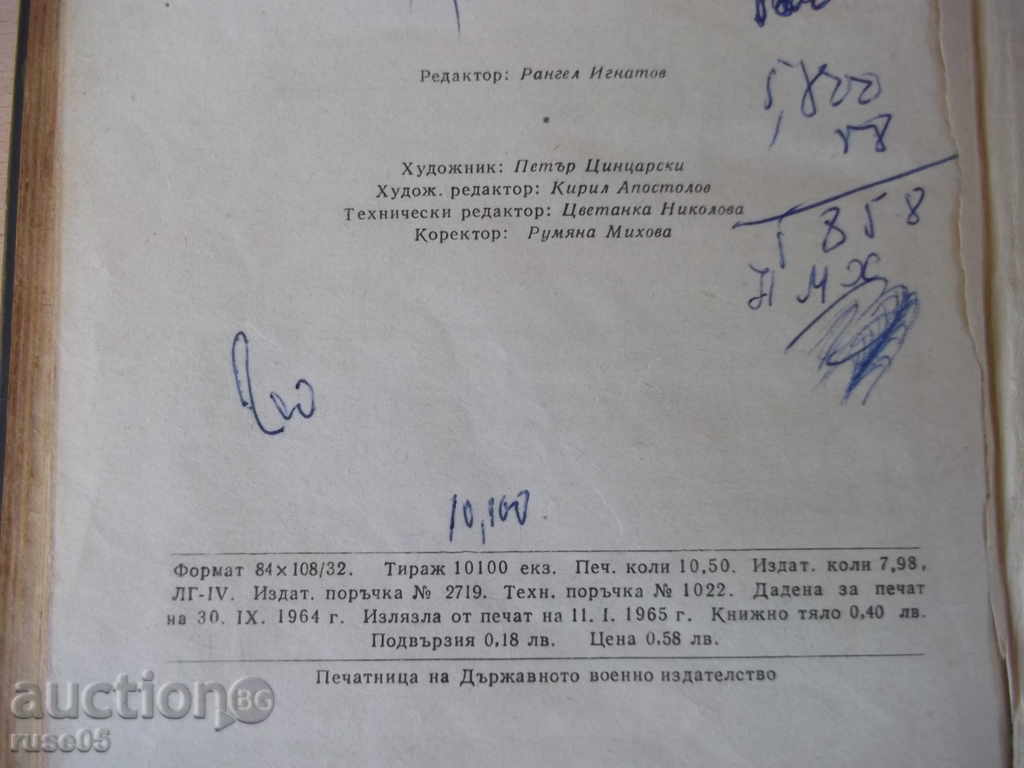 Редактор: Рангел Игнатов
*
Художник: Петър Цинцарски
Худож. редактор: Кирил Апостолов
Технически редактор: Цветанка Николова
Коректор: Румяна Михова
58
858
10,100
Формат 84×108/32. Тираж 10100 екз. Печ. коли 10,50. Издат. коли 7,98.
ЛГ-IV. Издат. поръчка № 2719. Техн. поръчка № 1022. Дадена за печат
на 30. IX. 1964 г. Излязла от печат на 11. I. 1965 г. Книжно тяло 0,40 лв.
Подвързия 0,18 лв. Цена 0,58 лв.
Печатница на Държавното военно издателство
auction BG
ruse05